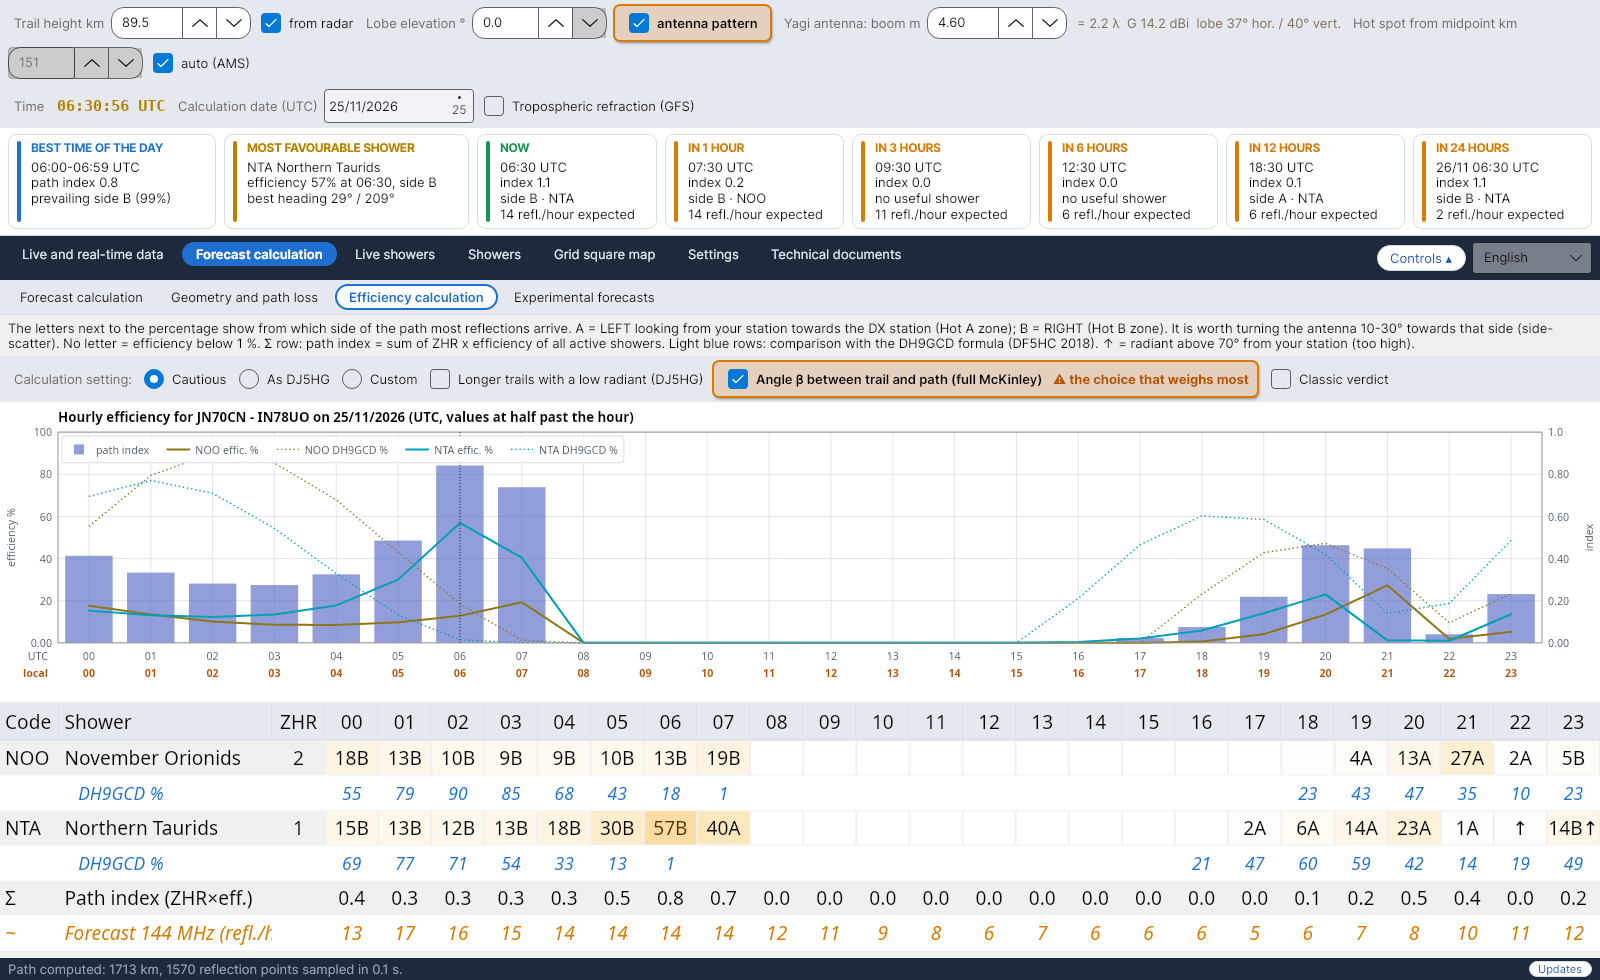 Trail height km 89.5 from radar Lobe elevation ° 0.0 antenna pattern Yagi antenna: boom m 4.60 = 2.2 λ G 14.2 dBi lobe 37° hor. / 40° vert. Hot spot from midpoint km
151 auto (AMS)
Time 06:30:56 UTC Calculation date (UTC) 25/11/2026 25 Tropospheric refraction (GFS)
BEST TIME OF THE DAY
06:00-06:59 UTC
path index 0.8
prevailing side B (99%)
MOST FAVOURABLE SHOWER
NTA Northern Taurids
efficiency 57% at 06:30, side B
best heading 29° / 209°
NOW
06:30 UTC
index 1.1
side B · NTA
14 refl./hour expected
IN 1 HOUR
07:30 UTC
index 0.2
side B · NOO
14 refl./hour expected
IN 3 HOURS
09:30 UTC
index 0.0
no useful shower
11 refl./hour expected
IN 6 HOURS
12:30 UTC
index 0.0
no useful shower
6 refl./hour expected
IN 12 HOURS
18:30 UTC
index 0.1
side A · NTA
6 refl./hour expected
IN 24 HOURS
26/11 06:30 UTC
index 1.1
side B · NTA
2 refl./hour expected
Live and real-time data Forecast calculation Live showers Showers Grid square map Settings Technical documents Controls ▴ English
Forecast calculation Geometry and path loss Efficiency calculation Experimental forecasts
The letters next to the percentage show from which side of the path most reflections arrive. A = LEFT looking from your station towards the DX station (Hot A zone); B = RIGHT (Hot B zone). It is worth turning the antenna 10-30° towards that side (side-
scatter). No letter = efficiency below 1 %. Σ row: path index = sum of ZHR x efficiency of all active showers. Light blue rows: comparison with the DH9GCD formula (DF5HC 2018). ↑ = radiant above 70° from your station (too high).
Calculation setting: Cautious As DJ5HG Custom Longer trails with a low radiant (DJ5HG) Angle β between trail and path (full McKinley) ⚠ the choice that weighs most Classic verdict
Hourly efficiency for JN70CN - IN78UO on 25/11/2026 (UTC, values at half past the hour)
path index NOO effic. % NOO DH9GCD % NTA effic. % NTA DH9GCD %
100 1.0
80 0.80
60 0.60
40 0.40
20 0.20
0.00 0.00
efficiency %
index
UTC 00 01 02 03 04 05 06 07 08 09 10 11 12 13 14 15 16 17 18 19 20 21 22 23
local 00 01 02 03 04 05 06 07 08 09 10 11 12 13 14 15 16 17 18 19 20 21 22 23
Code Shower ZHR 00 01 02 03 04 05 06 07 08 09 10 11 12 13 14 15 16 17 18 19 20 21 22 23
NOO November Orionids 2 18B 13B 10B 9B 9B 10B 13B 19B 4A 13A 27A 2A 5B
DH9GCD % 55 79 90 85 68 43 18 1 23 43 47 35 10 23
NTA Northern Taurids 1 15B 13B 12B 13B 18B 30B 57B 40A 2A 6A 14A 23A 1A ↑ 14B↑
DH9GCD % 69 77 71 54 33 13 1 21 47 60 59 42 14 19 49
Σ Path index (ZHR×eff.) 0.4 0.3 0.3 0.3 0.3 0.5 0.8 0.7 0.0 0.0 0.0 0.0 0.0 0.0 0.0 0.0 0.0 0.0 0.1 0.2 0.5 0.4 0.0 0.2
~ Forecast 144 MHz (refl./h 13 17 16 15 14 14 14 14 12 11 9 8 6 7 6 6 6 5 6 7 8 10 11 12
Path computed: 1713 km, 1570 reflection points sampled in 0.1 s. Updates